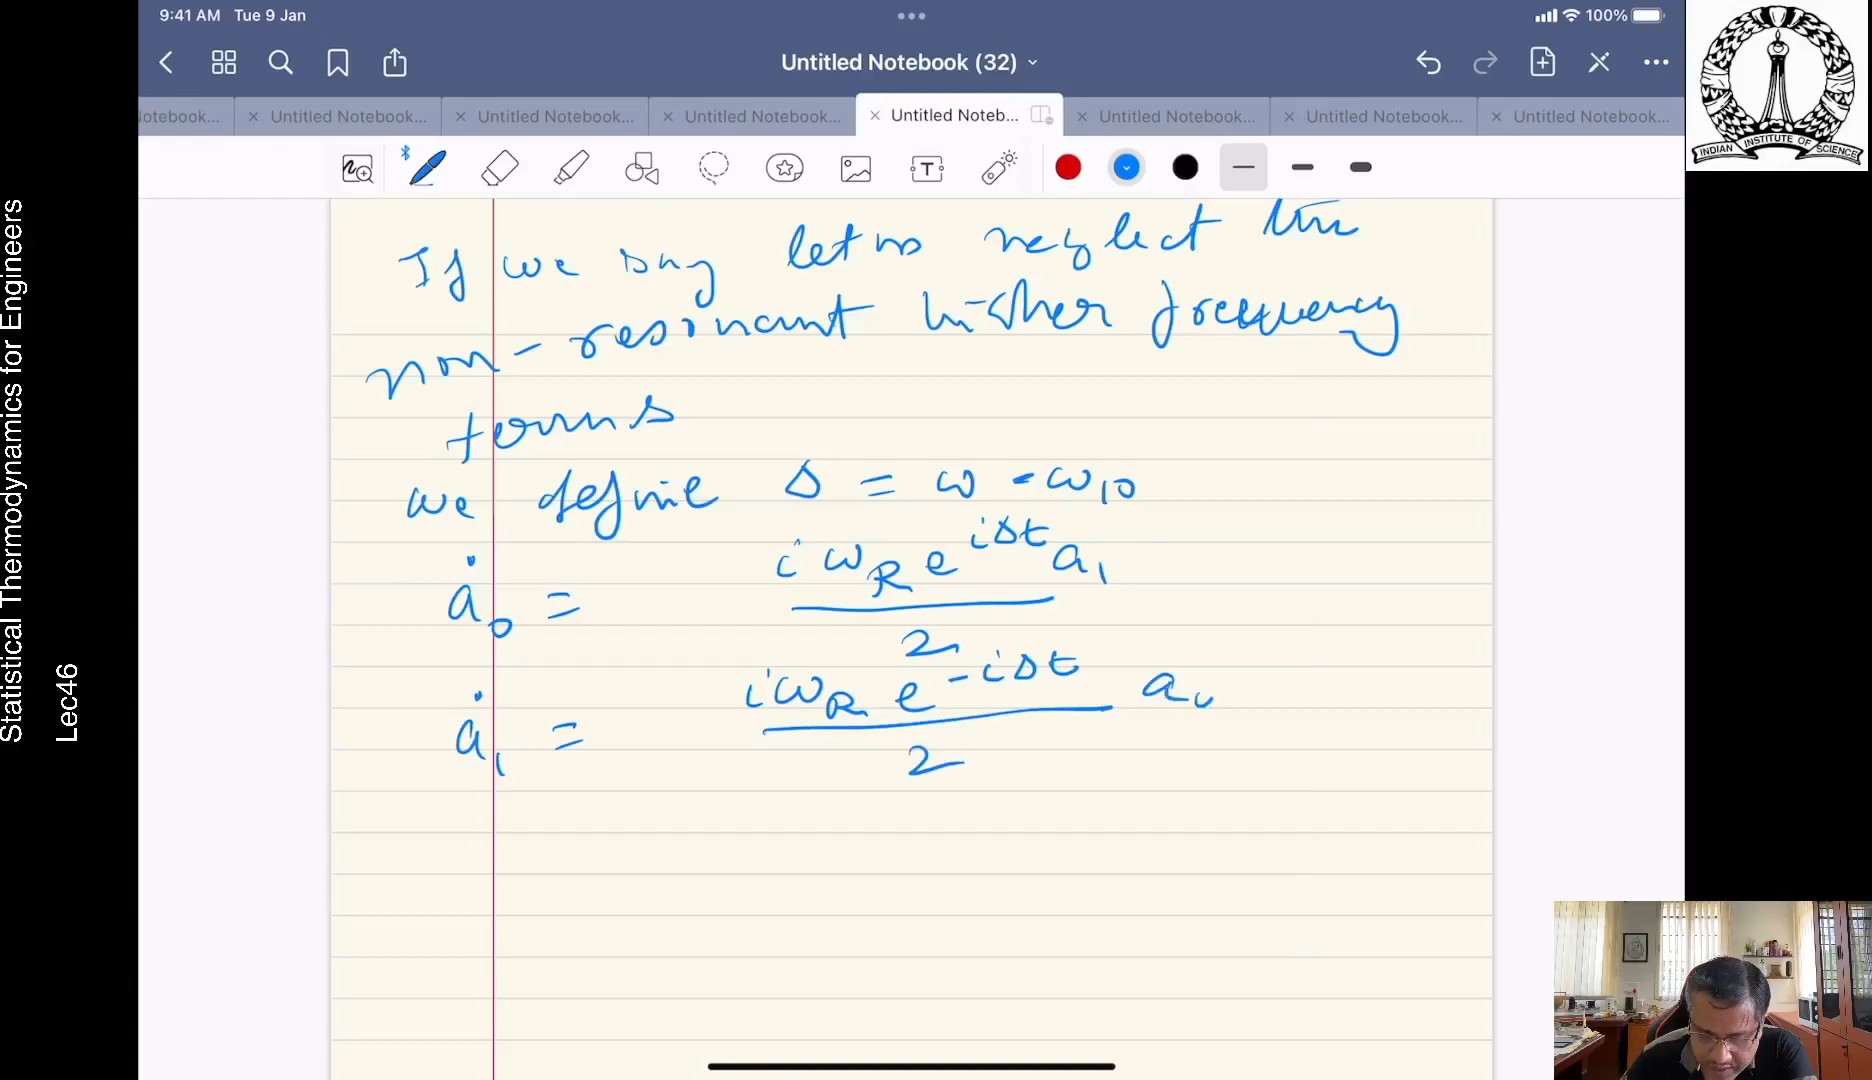 9:41 AM Tue 9 Jan
100%
Untitled Notebook (32)
otebook...
Untitled Notebook...
Untitled Notebook...
Untitled Notebook...
Untitled Noteb...
Untitled Notebook...
Untitled Notebook...
Untitled Notebook...
T
INDIAN INSTITUTE OF SCIENCE
Statistical Thermodynamics for Engineers
Lec46
If we say let us neglect the
non-resonant higher frequency
terms
we define Δ = ω - ω₁₀
ȧ₀ = iω_R e^{iΔt} a₁ / 2
ȧ₁ = iω_R e^{-iΔt} / 2 a₀